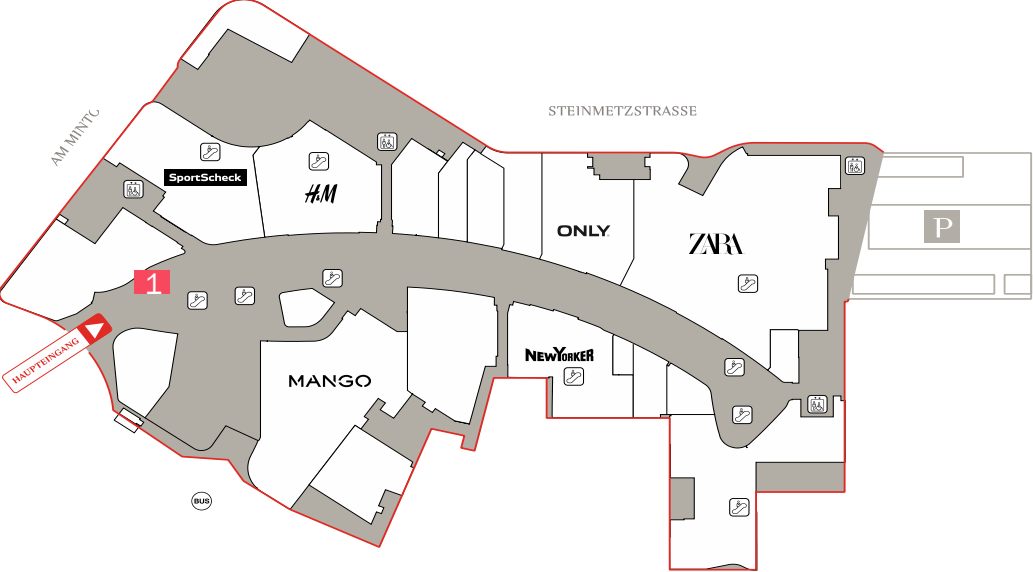 STEINMETZSTRASSE
AM MINTO
SportScheck
H&M
ONLY
ZARA
P
1
HAUPTEINGANG
NEWYORKER
MANGO
BUS